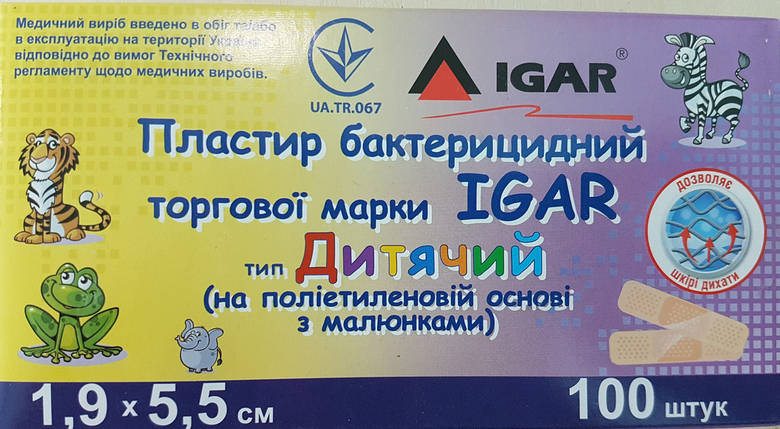 Медичний виріб введено в обіг та/або
в експлуатацію на території України
відповідно до вимог Технічного
регламенту щодо медичних виробів.
UA.TR.067
IGAR®
Пластир бактерицидний
торгової марки IGAR
тип Дитячий
(на поліетиленовій основі
з малюнками)
ДОЗВОЛЯЄ
ШКІРІ ДИХАТИ
1,9 x 5,5 см
100 штук